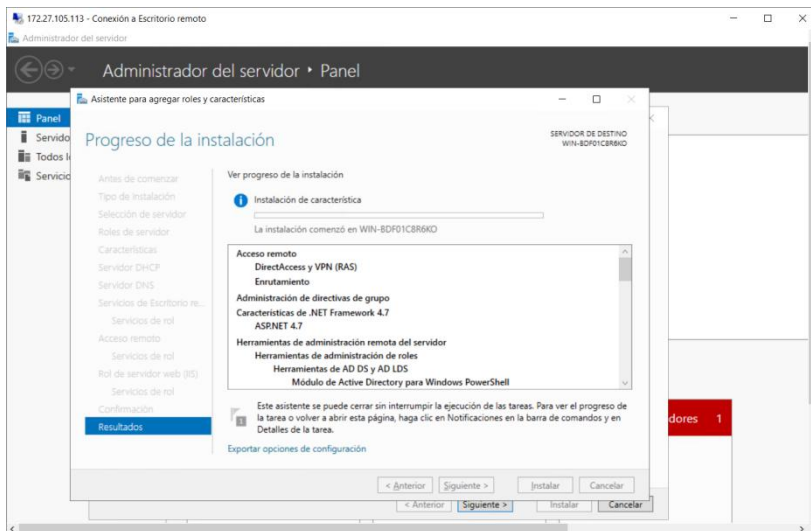 172.27.105.113 - Conexión a Escritorio remoto
Administrador del servidor
Administrador del servidor • Panel
Panel
Servido
Todos l
Servicio
Asistente para agregar roles y características
Progreso de la instalación
SERVIDOR DE DESTINO
WIN-BDF01C8R6KO
Antes de comenzar
Tipo de instalación
Selección de servidor
Roles de servidor
Características
Servidor DHCP
Servidor DNS
Servicios de Escritorio re...
Servicios de rol
Acceso remoto
Servicios de rol
Rol de servidor web (IIS)
Servicios de rol
Confirmación
Resultados
Ver progreso de la instalación
Instalación de característica
La instalación comenzó en WIN-BDF01C8R6KO
Acceso remoto
DirectAccess y VPN (RAS)
Enrutamiento
Administración de directivas de grupo
Características de .NET Framework 4.7
ASP.NET 4.7
Herramientas de administración remota del servidor
Herramientas de administración de roles
Herramientas de AD DS y AD LDS
Módulo de Active Directory para Windows PowerShell
1
Este asistente se puede cerrar sin interrumpir la ejecución de las tareas. Para ver el progreso de
la tarea o volver a abrir esta página, haga clic en Notificaciones en la barra de comandos y en
Detalles de la tarea.
Exportar opciones de configuración
< Anterior Siguiente > Instalar Cancelar
< Anterior Siguiente > Instalar Cancelar
dores 1